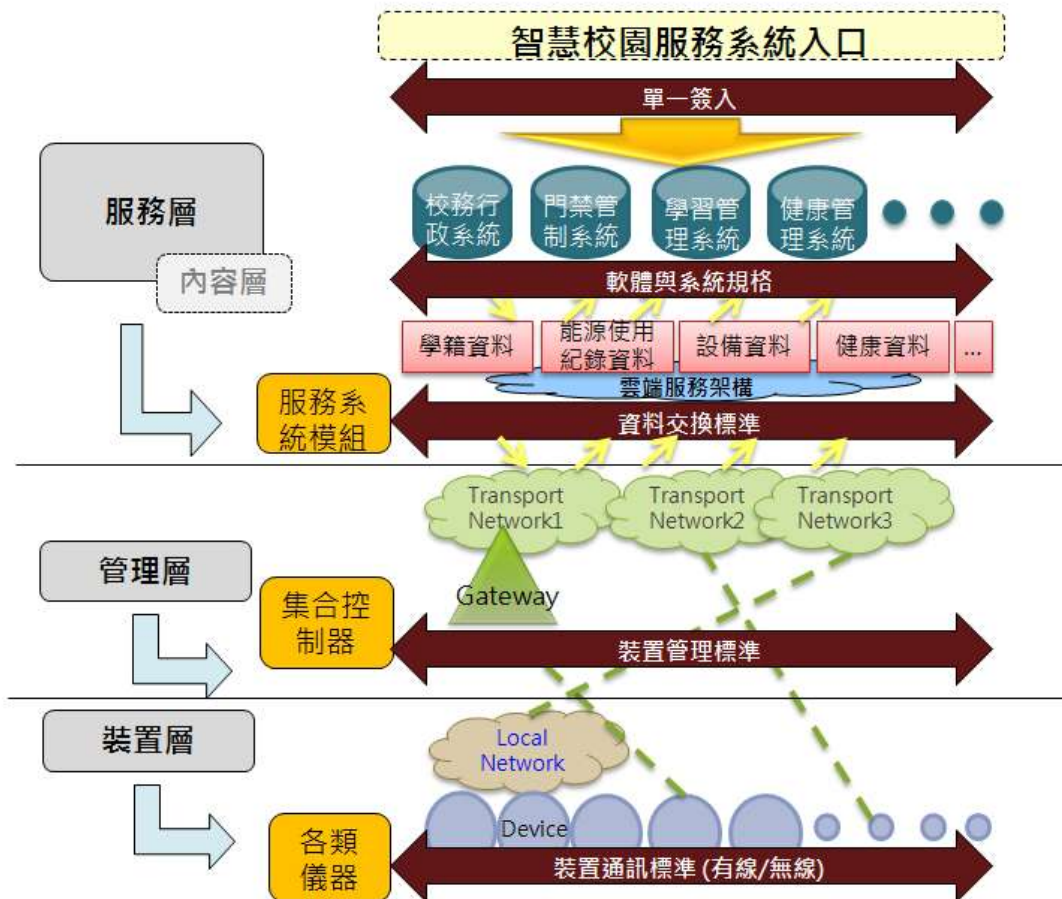 智慧校園服務系統入口
單一簽入
服務層
內容層
校務行
政系統
門禁管
制系統
學習管
理系統
健康管
理系統
軟體與系統規格
學籍資料
能源使用
紀錄資料
設備資料
健康資料
...
雲端服務架構
服務系
統模組
資料交換標準
Transport
Network1
Transport
Network2
Transport
Network3
管理層
集合控
制器
Gateway
裝置管理標準
裝置層
Local
Network
各類
儀器
Device
裝置通訊標準 (有線/無線)